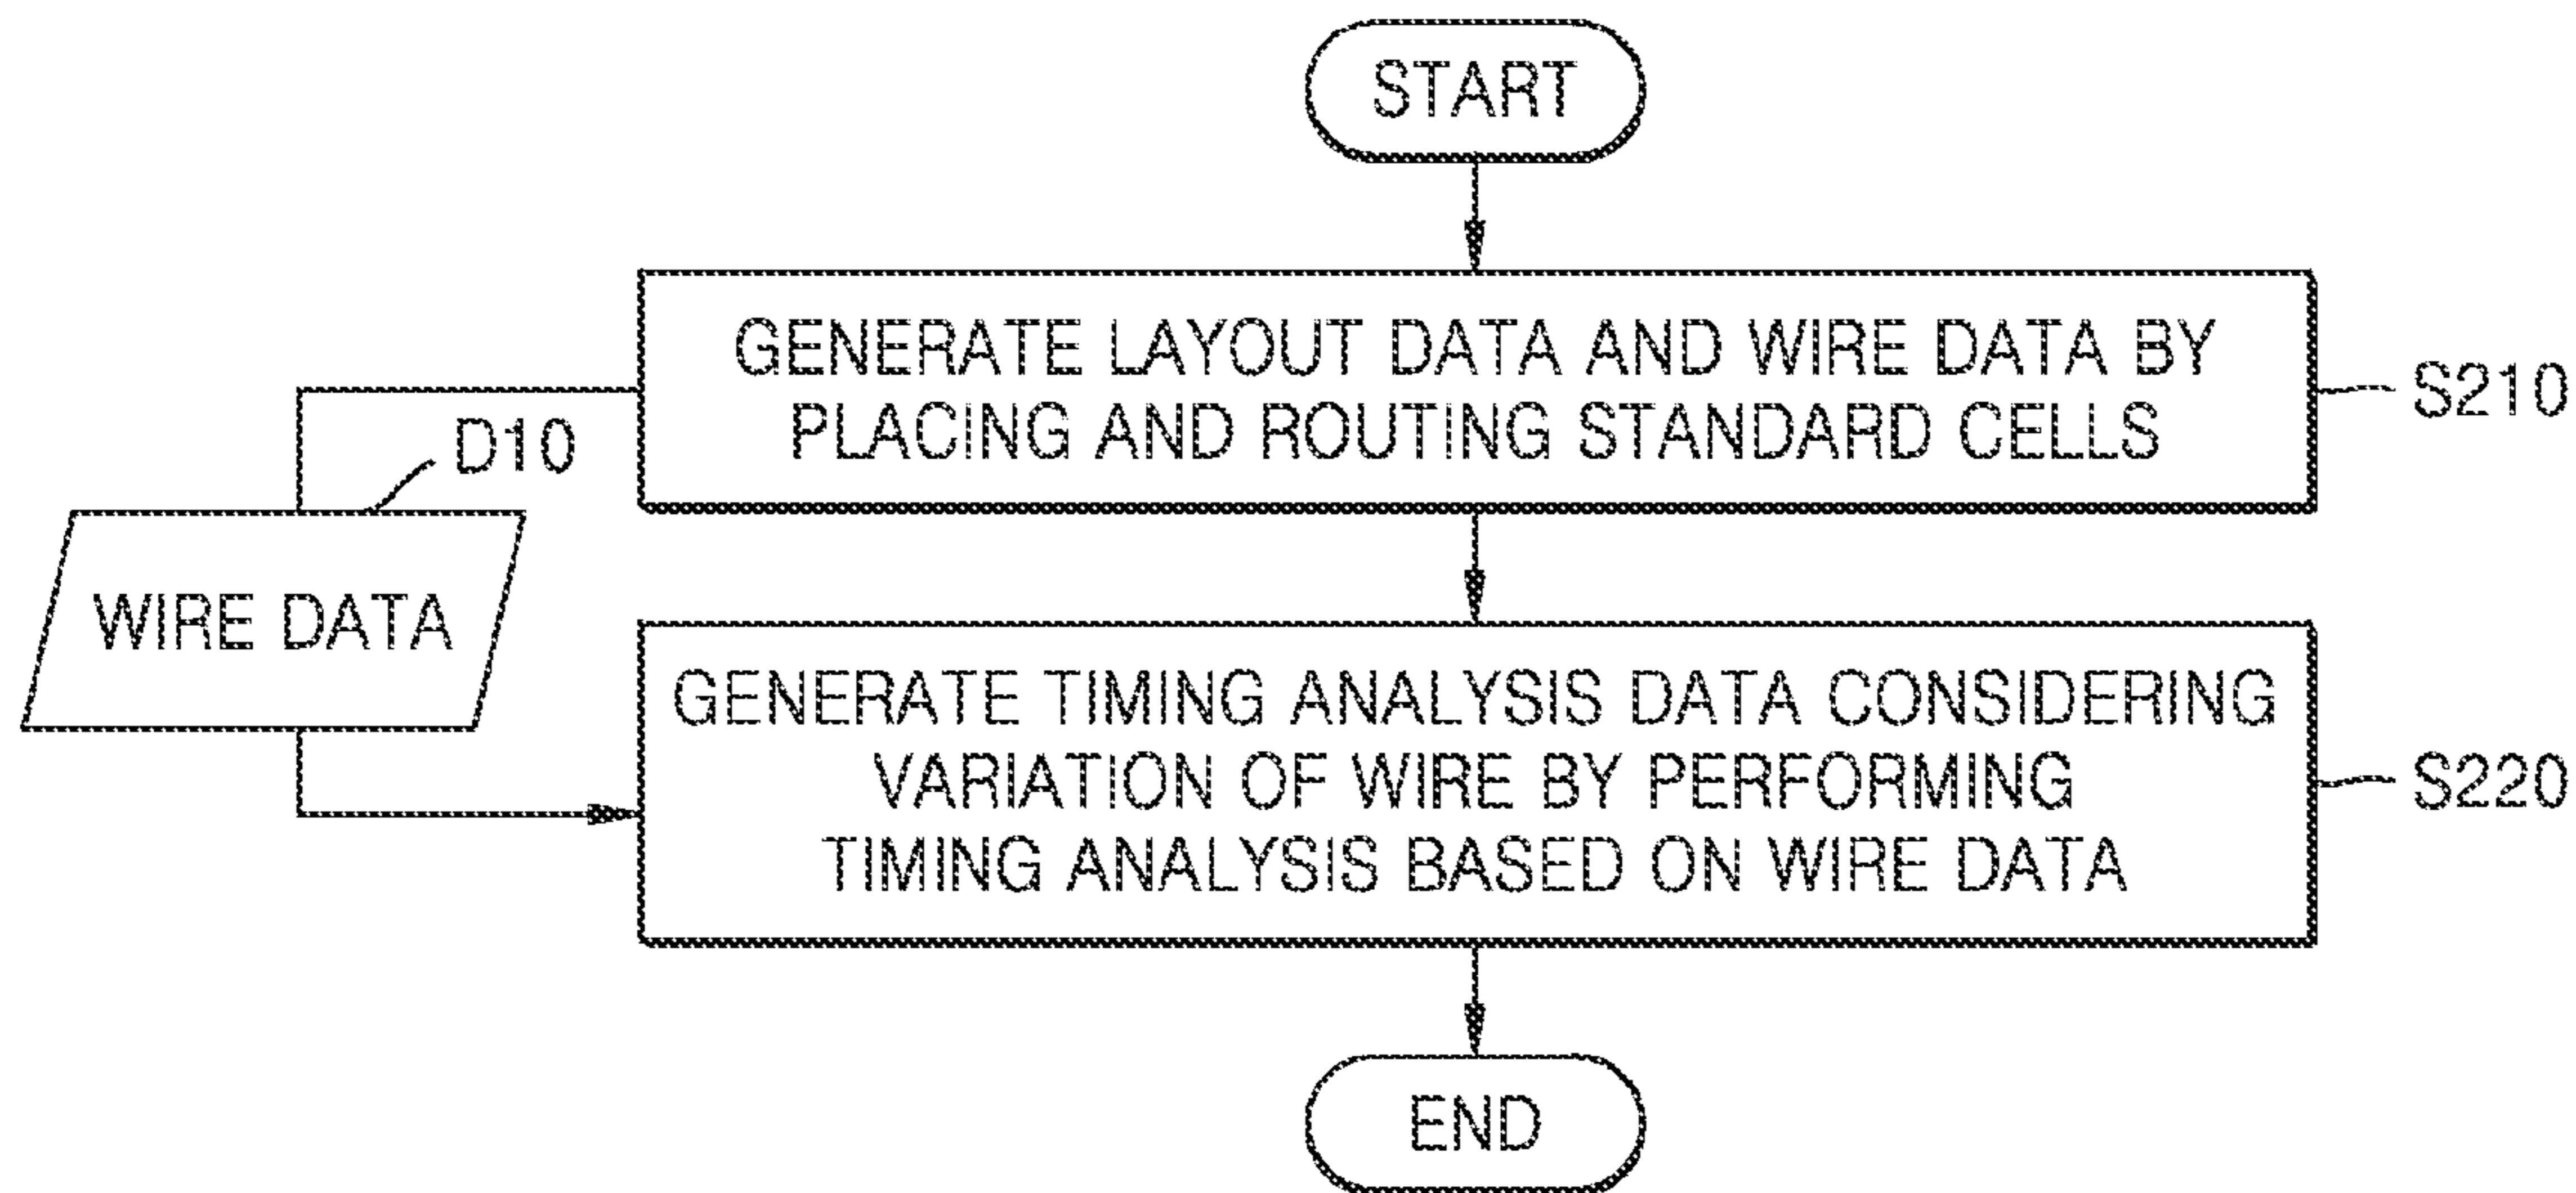 START
GENERATE LAYOUT DATA AND WIRE DATA BY
PLACING AND ROUTING STANDARD CELLS
S210
D10
WIRE DATA
GENERATE TIMING ANALYSIS DATA CONSIDERING
VARIATION OF WIRE BY PERFORMING
TIMING ANALYSIS BASED ON WIRE DATA
S220
END